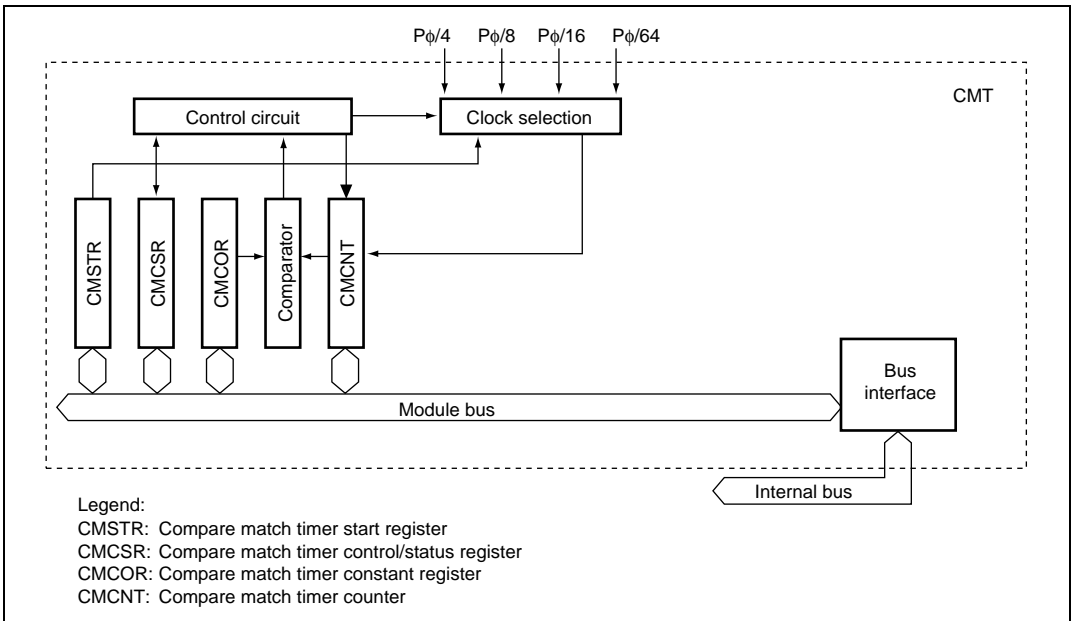 Pφ/4 Pφ/8 Pφ/16 Pφ/64
CMT
Control circuit
Clock selection
CMSTR
CMCSR
CMCOR
Comparator
CMCNT
Bus
interface
Module bus
Internal bus
Legend:
CMSTR: Compare match timer start register
CMCSR: Compare match timer control/status register
CMCOR: Compare match timer constant register
CMCNT: Compare match timer counter